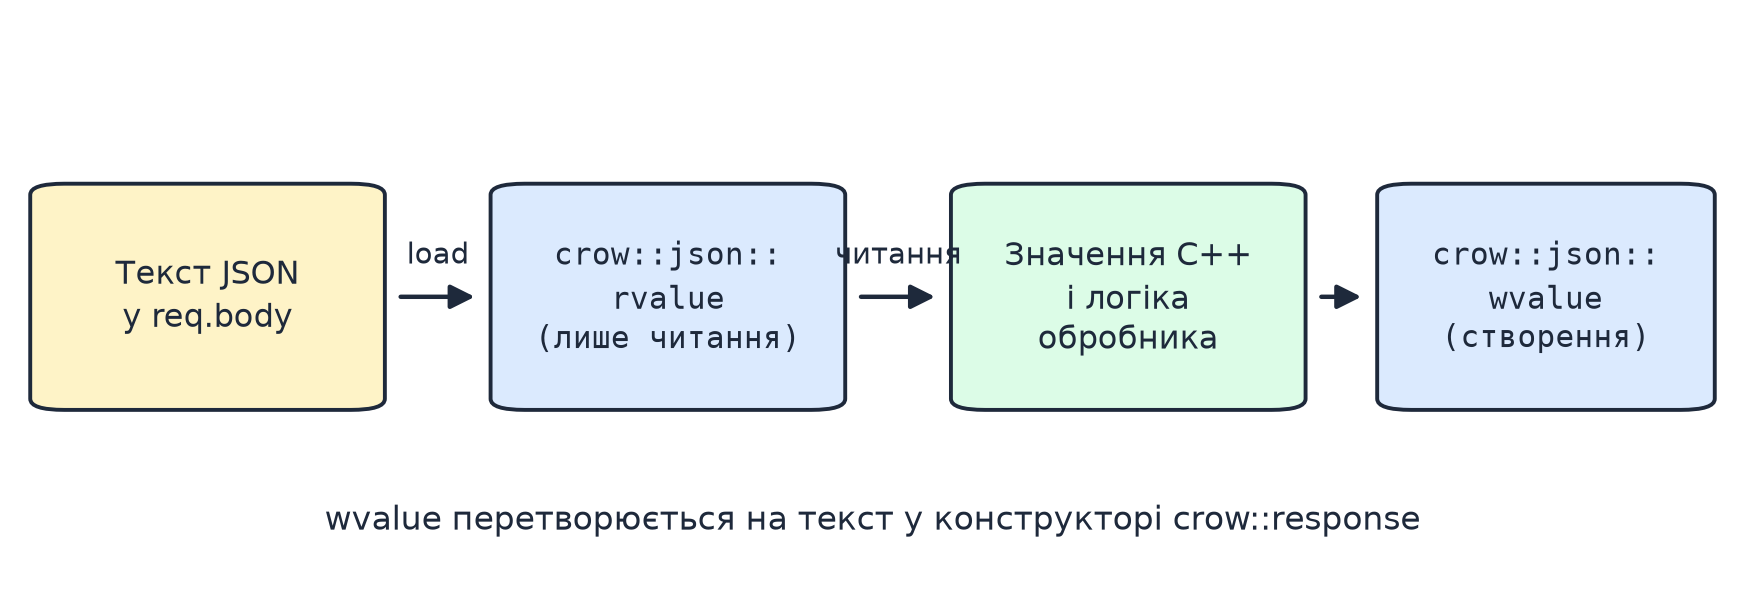 Текст JSON
у req.body
load
crow::json::
rvalue
(лише читання)
читання
Значення C++
і логіка
обробника
crow::json::
wvalue
(створення)
wvalue перетворюється на текст у конструкторі crow::response